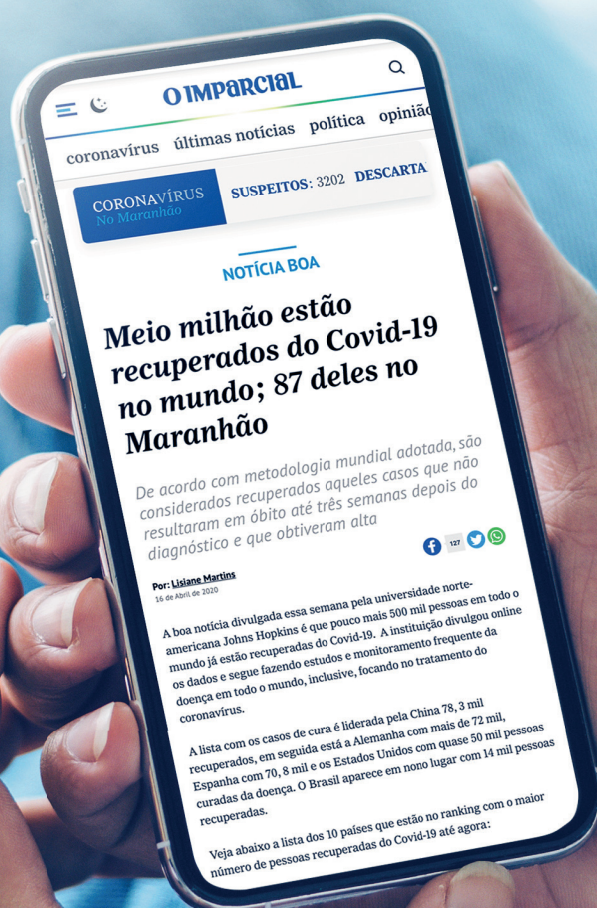 O IMPARCIAL
coronavírus últimas notícias política opinião
CORONAVÍRUS
No Maranhão
SUSPEITOS: 3202 DESCARTA
NOTÍCIA BOA
Meio milhão estão
recuperados do Covid-19
no mundo; 87 deles no
Maranhão
De acordo com metodologia mundial adotada, são
considerados recuperados aqueles casos que não
resultaram em óbito até três semanas depois do
diagnóstico e que obtiveram alta
127
Por: Lisiane Martins
16 de Abril de 2020
A boa notícia divulgada essa semana pela universidade norte-
americana Johns Hopkins é que pouco mais 500 mil pessoas em todo o
mundo já estão recuperadas do Covid-19. A instituição divulgou online
os dados e segue fazendo estudos e monitoramento frequente da
doença em todo o mundo, inclusive, focando no tratamento do
coronavírus.
A lista com os casos de cura é liderada pela China 78, 3 mil
recuperados, em seguida está a Alemanha com mais de 72 mil,
Espanha com 70, 8 mil e os Estados Unidos com quase 50 mil pessoas
curadas da doença. O Brasil aparece em nono lugar com 14 mil pessoas
recuperadas.
Veja abaixo a lista dos 10 países que estão no ranking com o maior
número de pessoas recuperadas do Covid-19 até agora: